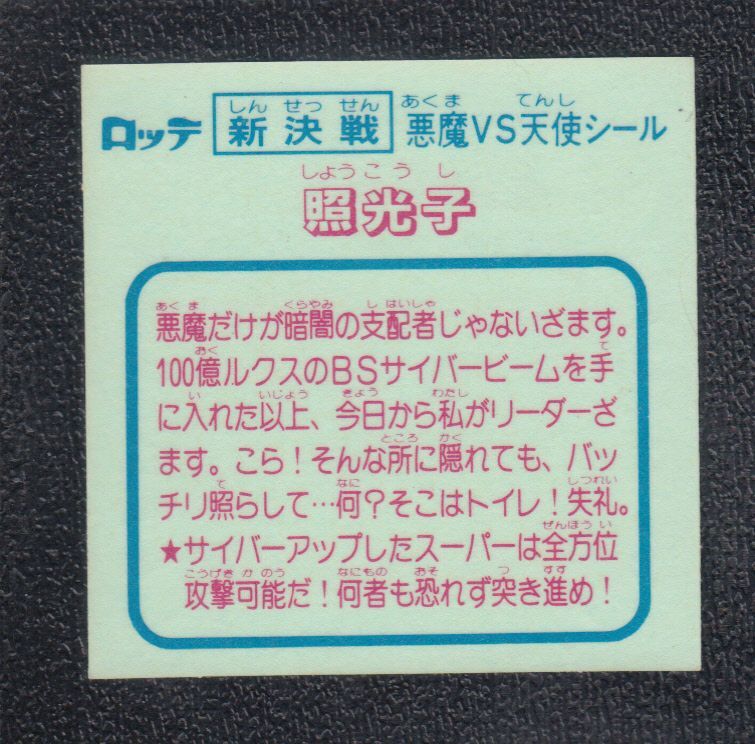 しん せっ せん あくま てんし
ロッテ 新決戦 悪魔VS天使シール
しようこうし
照光子
あくま くらやみ しはいしゃ
悪魔だけが暗闇の支配者じゃないざます。
おく て
100億ルクスのBSサイバービームを手
い いじょう きょう わたし
に入れた以上、今日から私がリーダーざ
ところ かく
ます。こら!そんな所に隠れても、バッ
て なに しつれい
チリ照らして…何?そこはトイレ!失礼。
ぜんほうい
★サイバーアップしたスーパーは全方位
こうげきかのう なにもの おそ つ すす
攻撃可能だ!何者も恐れず突き進め!